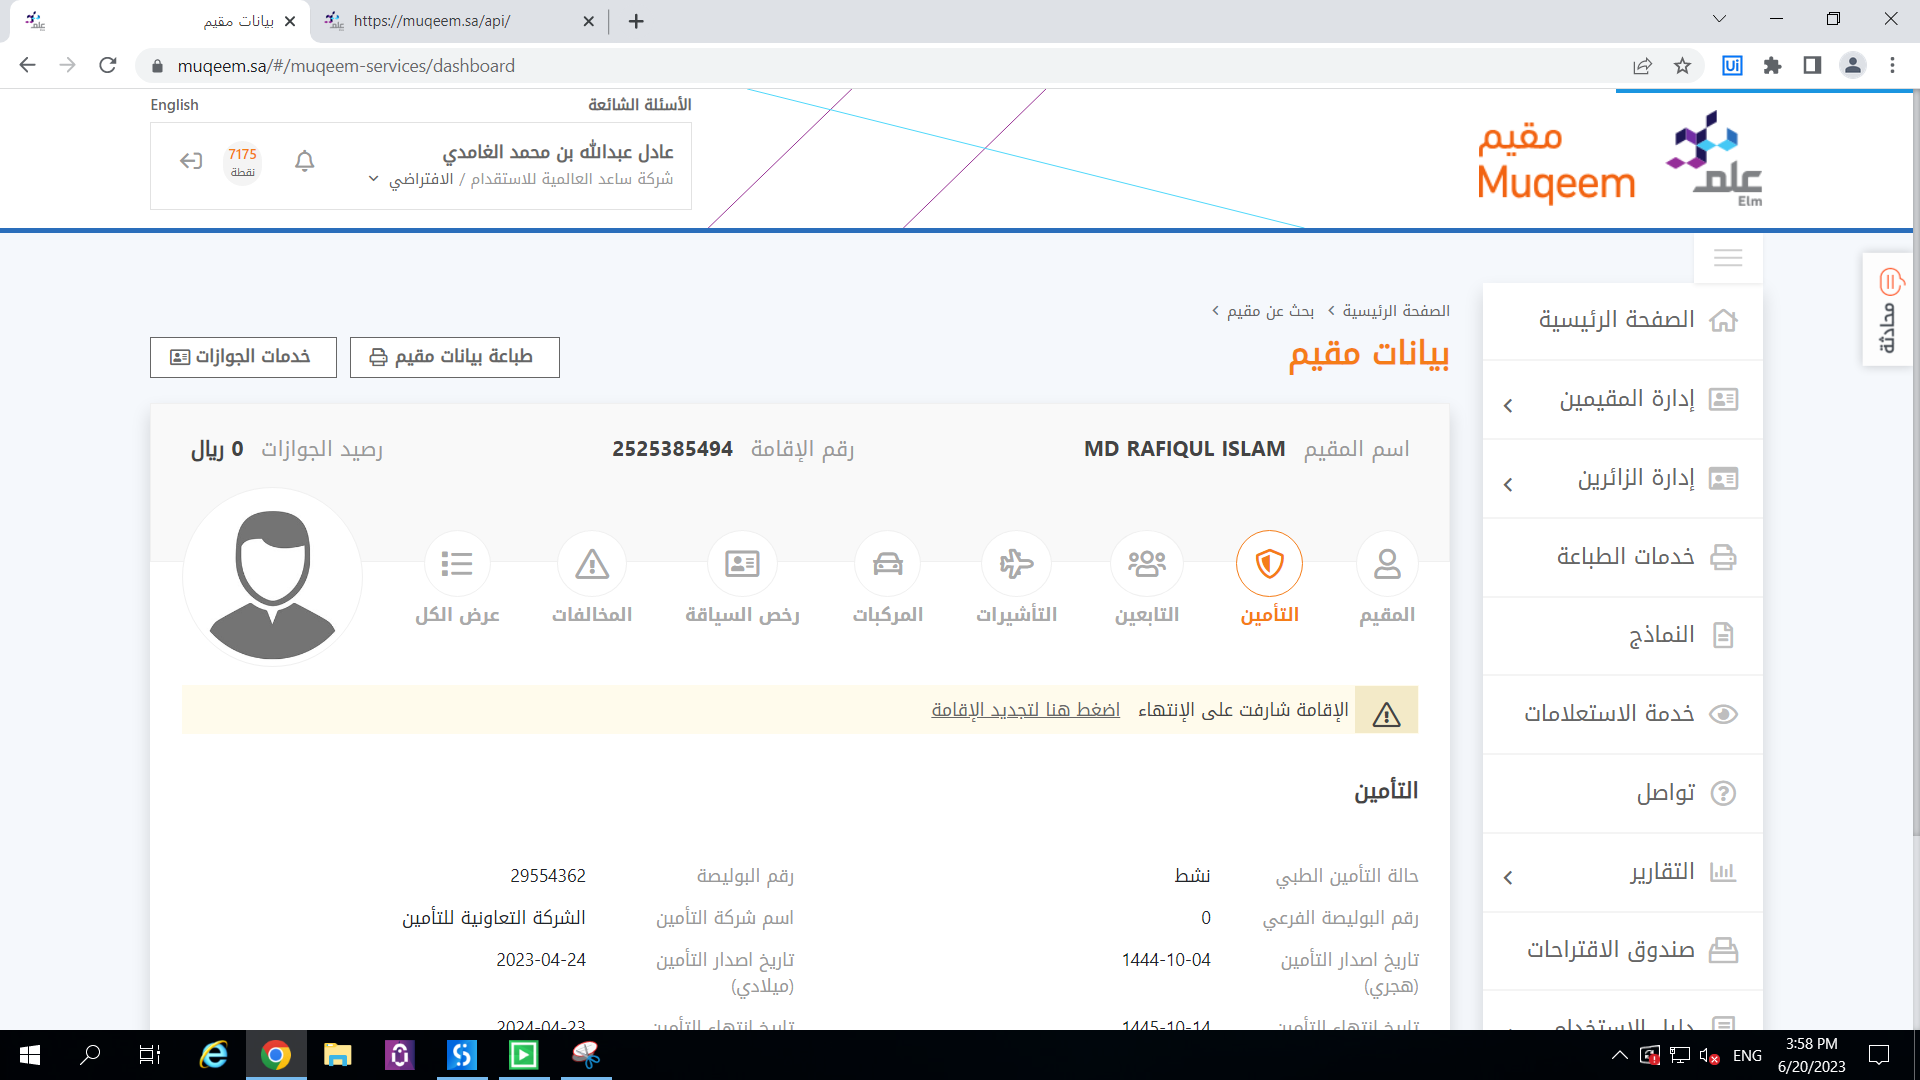 بيانات مقيم
https://muqeem.sa/api/
muqeem.sa/#/muqeem-services/dashboard
English
الأسئلة الشائعة
عادل عبدالله بن محمد الغامدي
شركة ساعد العالمية للاستقدام / الافتراضي
7175
نقطة
مقيم
Muqeem
علم
Elm
محادثة
الصفحة الرئيسية
إدارة المقيمين
إدارة الزائرين
خدمات الطباعة
النماذج
خدمة الاستعلامات
تواصل
التقارير
صندوق الاقتراحات
دليل الاستخدام
الصفحة الرئيسية > بحث عن مقيم >
بيانات مقيم
طباعة بيانات مقيم
خدمات الجوازات
اسم المقيم MD RAFIQUL ISLAM
رقم الإقامة 2525385494
رصيد الجوازات 0 ريال
المقيم
التأمين
التابعين
التأشيرات
المركبات
رخص السياقة
المخالفات
عرض الكل
الإقامة شارفت على الإنتهاء اضغط هنا لتجديد الإقامة
التأمين
حالة التأمين الطبي نشط
رقم البوليصة 29554362
رقم البوليصة الفرعي 0
اسم شركة التأمين الشركة التعاونية للتأمين
تاريخ اصدار التأمين (هجري) 1444-10-04
تاريخ اصدار التأمين (ميلادي) 2023-04-24
تاريخ انتهاء التأمين 1445-10-14
تاريخ انتهاء التأمين 2024-04-23
ENG
3:58 PM
6/20/2023